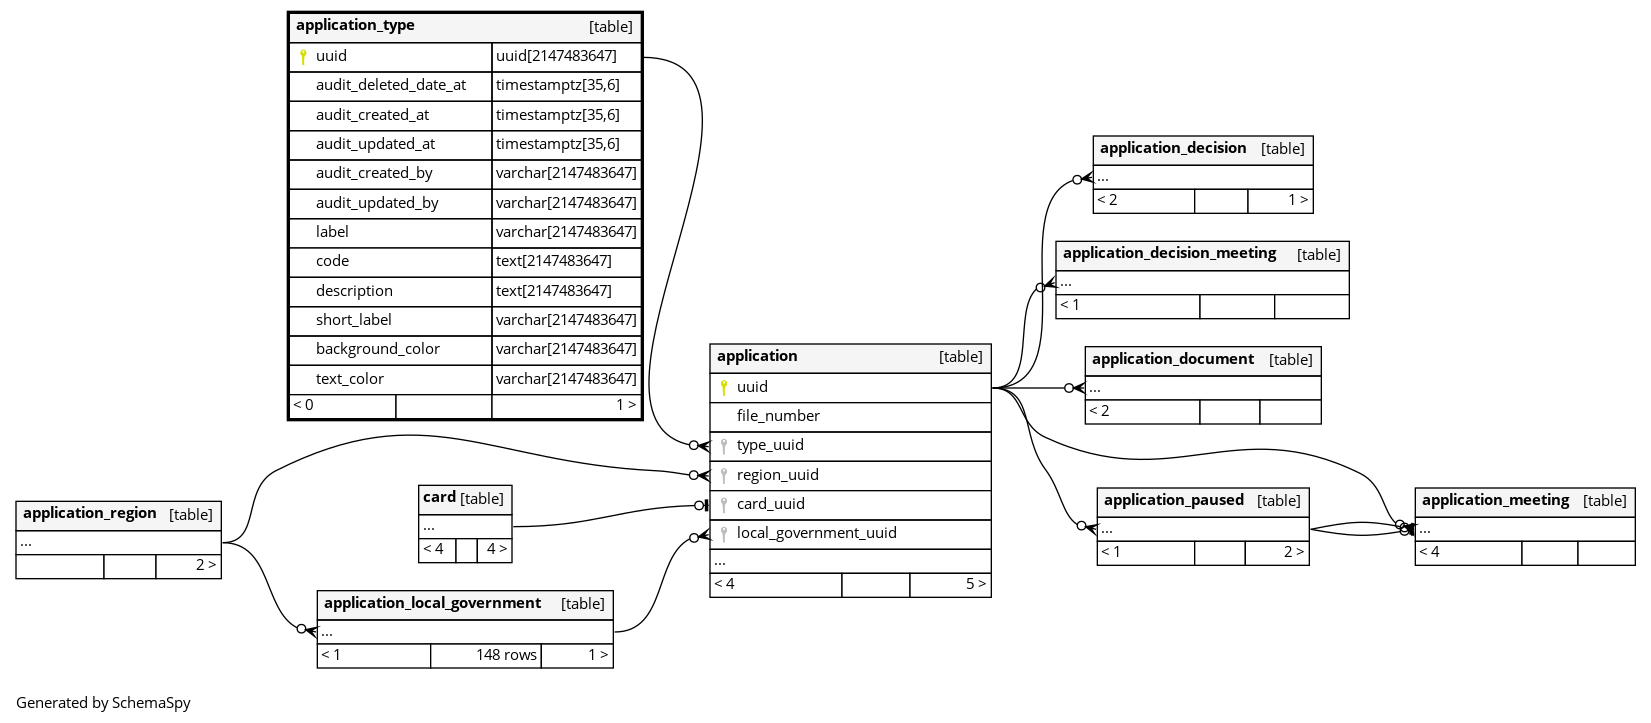 application_type [table]
uuid uuid[2147483647]
audit_deleted_date_at timestamptz[35,6]
audit_created_at timestamptz[35,6]
audit_updated_at timestamptz[35,6]
audit_created_by varchar[2147483647]
audit_updated_by varchar[2147483647]
label varchar[2147483647]
code text[2147483647]
description text[2147483647]
short_label varchar[2147483647]
background_color varchar[2147483647]
text_color varchar[2147483647]
< 0 1 >
application_decision [table]
...
< 2 1 >
application_decision_meeting [table]
...
< 1
application [table]
uuid
file_number
type_uuid
region_uuid
card_uuid
local_government_uuid
...
< 4 5 >
application_document [table]
...
< 2
application_region [table]
...
2 >
card [table]
...
< 4 4 >
application_paused [table]
...
< 1 2 >
application_meeting [table]
...
< 4
application_local_government [table]
...
< 1 148 rows 1 >
Generated by SchemaSpy